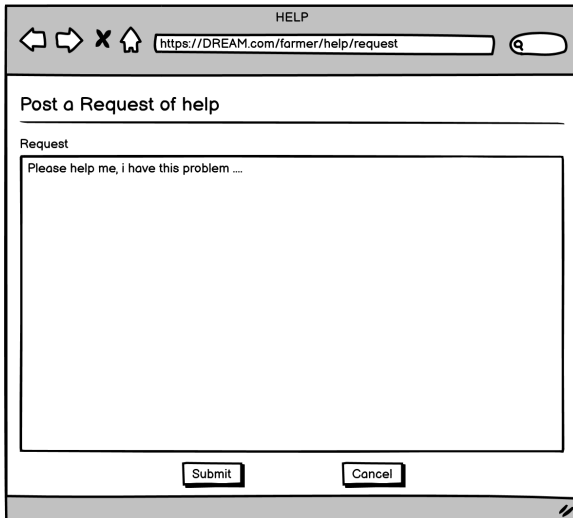 HELP
https://DREAM.com/farmer/help/request
Post a Request of help
Request
Please help me, i have this problem ....
Submit
Cancel